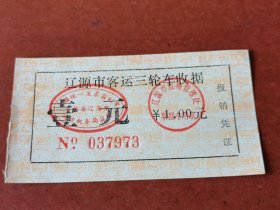 辽源市客运三轮车收据
壹 元
¥1.00元
№ 037973
报销凭证